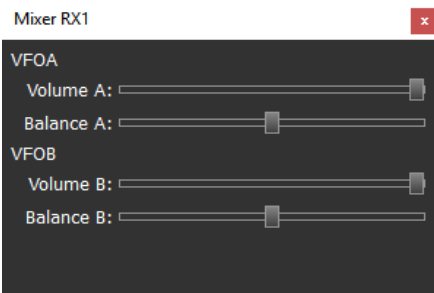 Mixer RX1
x
VFOA
Volume A:
Balance A:
VFOB
Volume B:
Balance B: